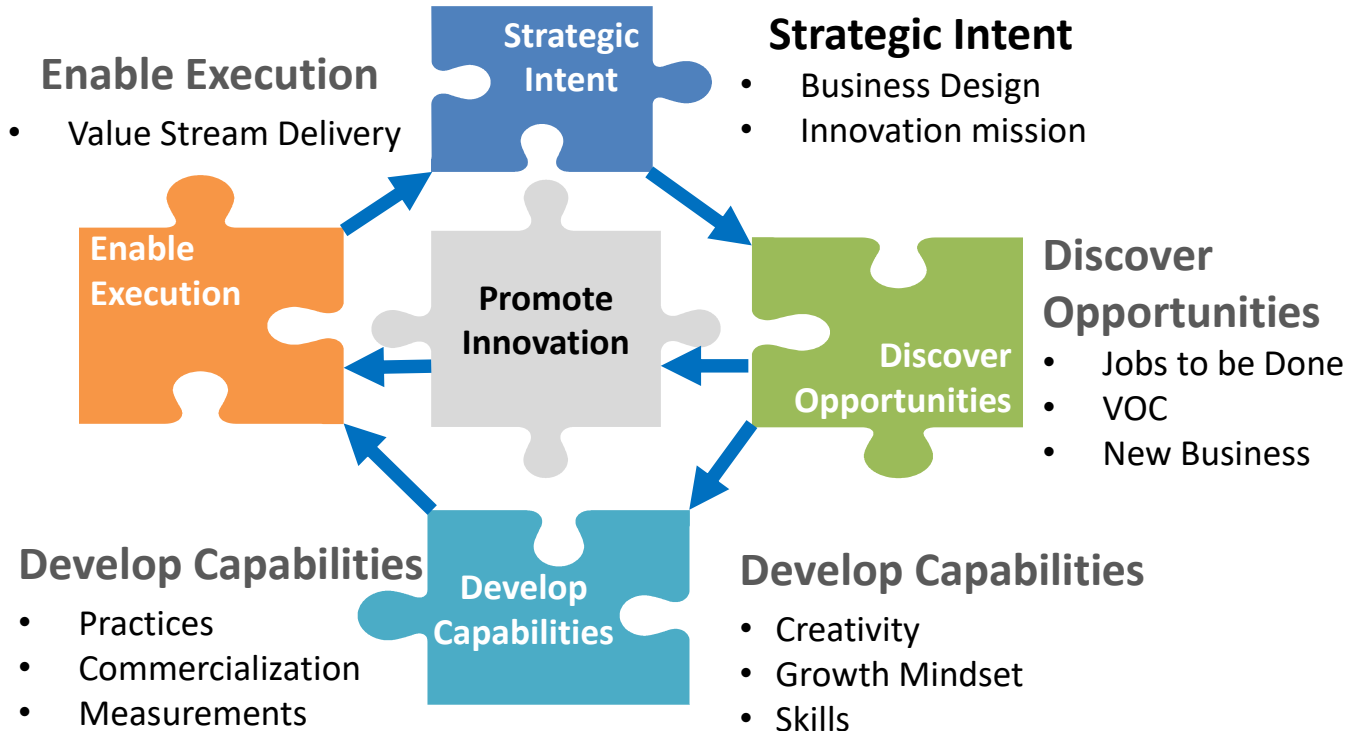 Strategic
Intent
Strategic Intent
• Business Design
• Innovation mission
Enable Execution
• Value Stream Delivery
Enable
Execution
Promote
Innovation
Discover
Opportunities
Discover
Opportunities
• Jobs to be Done
• VOC
• New Business
Develop Capabilities
• Practices
• Commercialization
• Measurements
Develop
Capabilities
Develop Capabilities
• Creativity
• Growth Mindset
• Skills